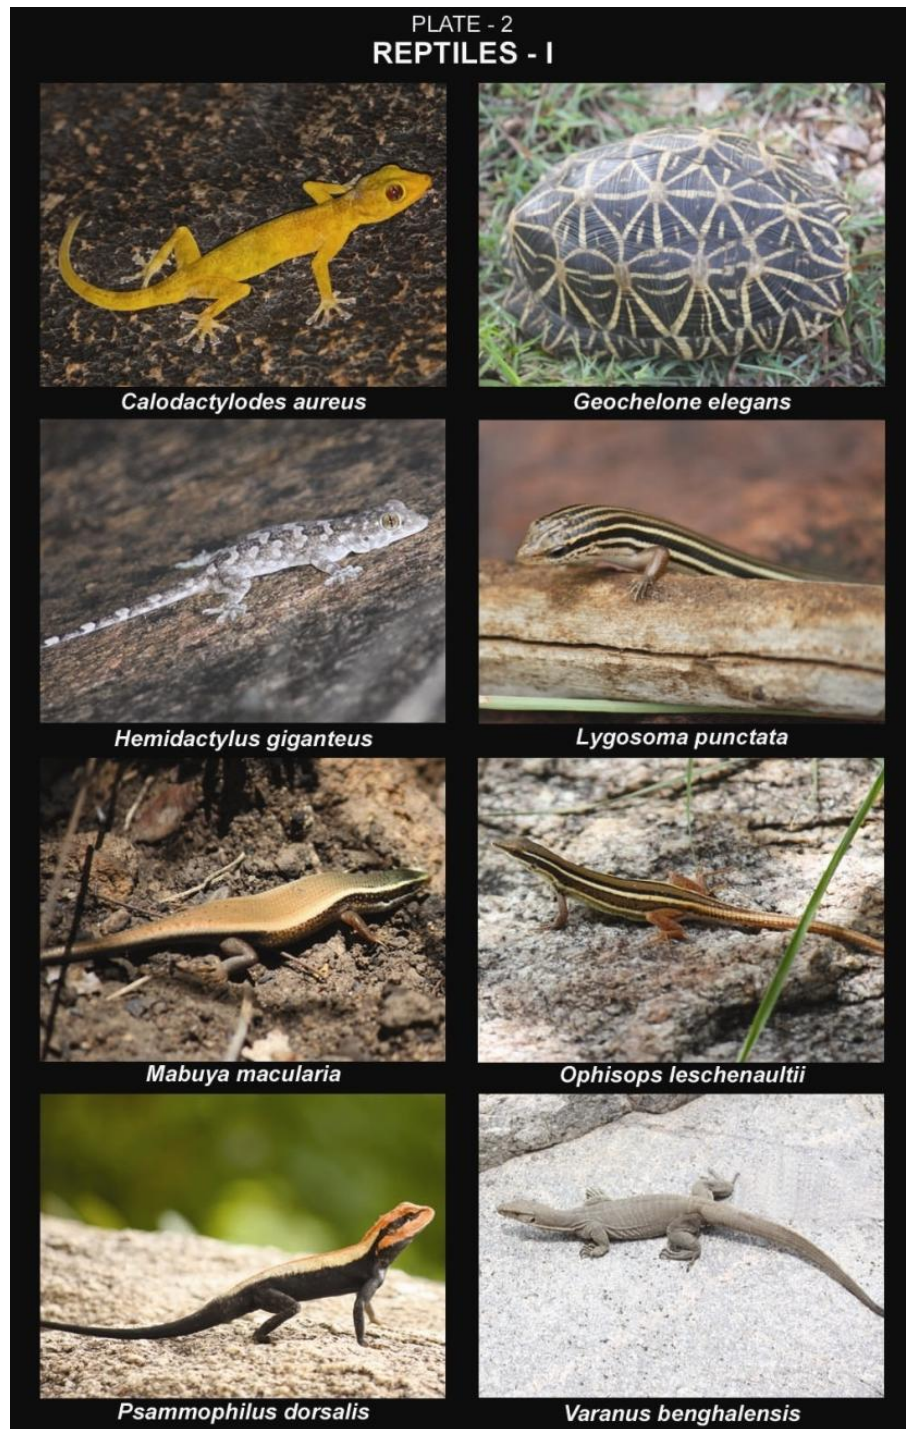 PLATE - 2
REPTILES - I
Calodactylodes aureus
Geochelone elegans
Hemidactylus giganteus
Lygosoma punctata
Mabuya macularia
Ophisops leschenaultii
Psammophilus dorsalis
Varanus benghalensis